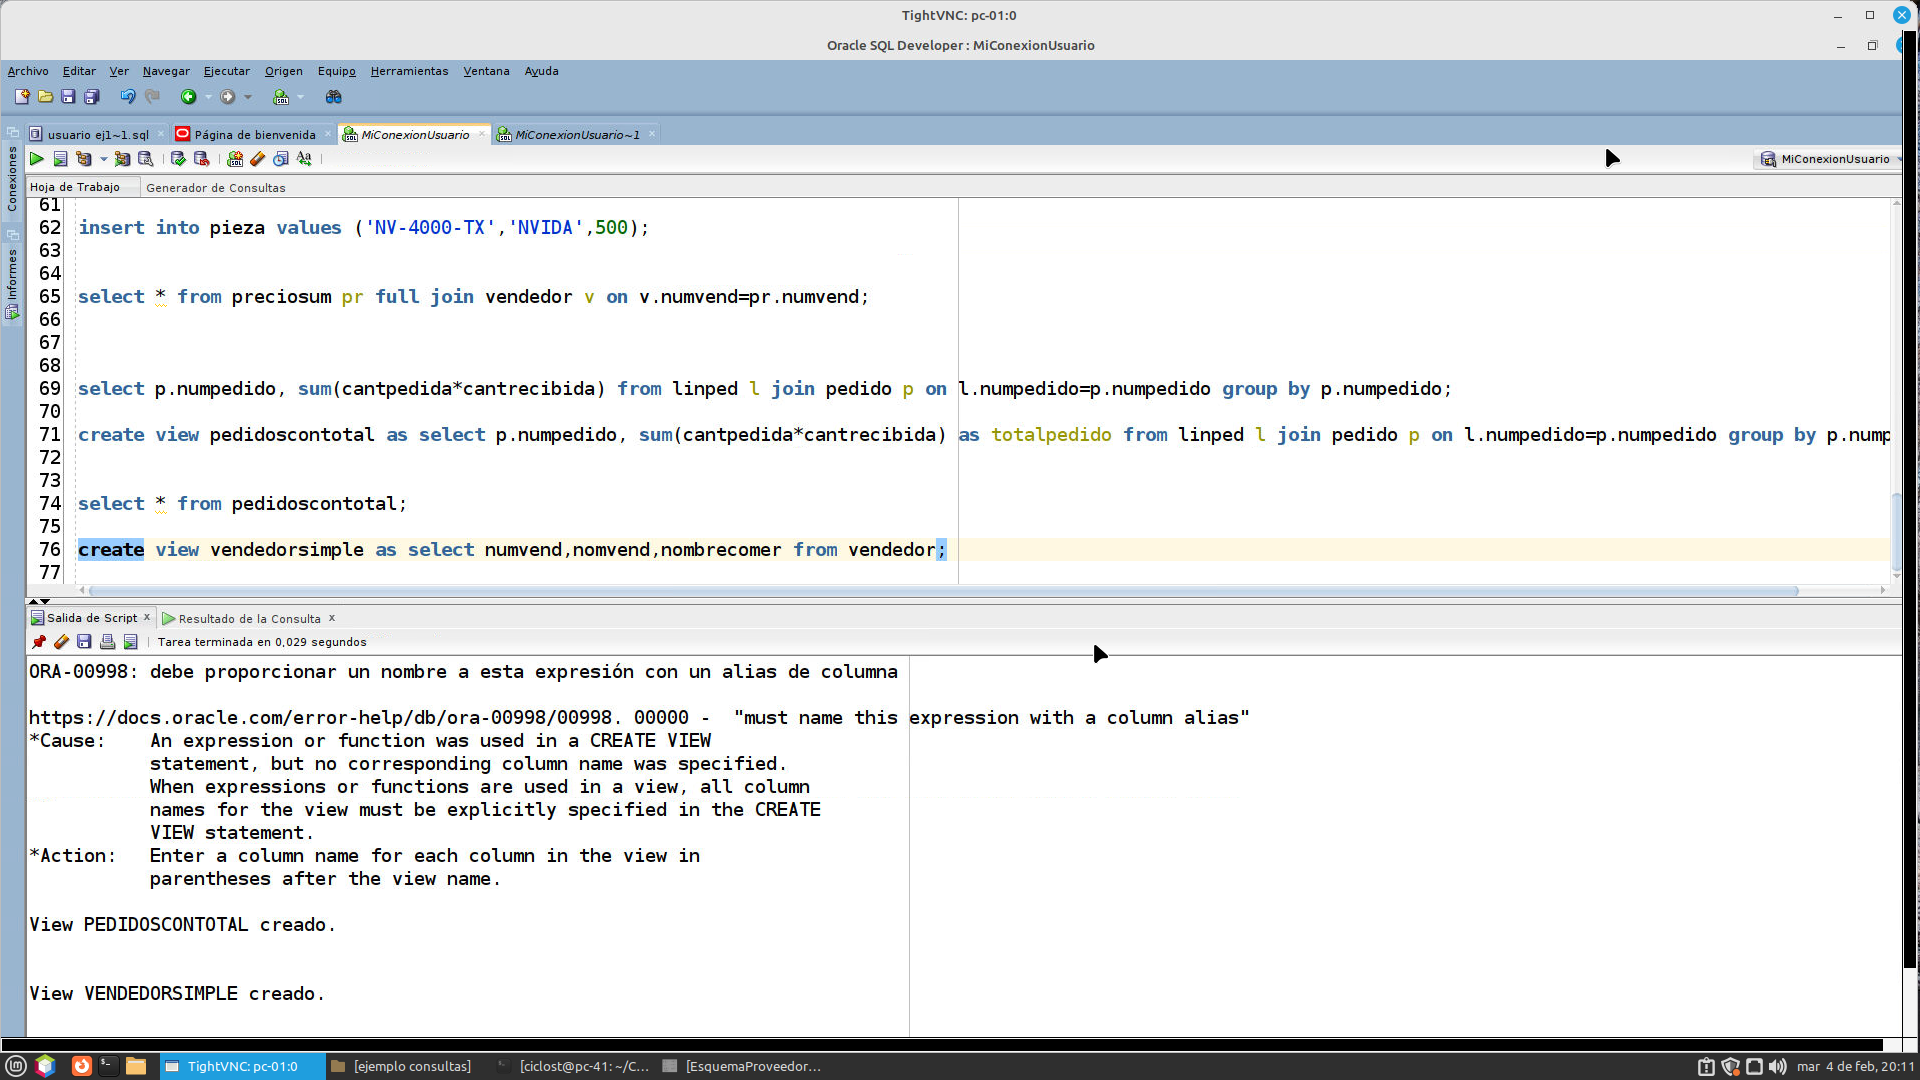 TightVNC: pc-01:0
Oracle SQL Developer : MiConexionUsuario
Archivo Editar Ver Navegar Ejecutar Origen Equipo Herramientas Ventana Ayuda
usuario ej1~1.sql Página de bienvenida MiConexionUsuario MiConexionUsuario~1
MiConexionUsuario
Conexiones
Informes
Hoja de Trabajo Generador de Consultas
61
62 insert into pieza values ('NV-4000-TX','NVIDA',500);
63
64
65 select * from preciosum pr full join vendedor v on v.numvend=pr.numvend;
66
67
68
69 select p.numpedido, sum(cantpedida*cantrecibida) from linped l join pedido p on l.numpedido=p.numpedido group by p.numpedido;
70
71 create view pedidoscontotal as select p.numpedido, sum(cantpedida*cantrecibida) as totalpedido from linped l join pedido p on l.numpedido=p.numpedido group by p.nump
72
73
74 select * from pedidoscontotal;
75
76 create view vendedorsimple as select numvend,nomvend,nombrecomer from vendedor;
77
Salida de Script x Resultado de la Consulta x
Tarea terminada en 0,029 segundos
ORA-00998: debe proporcionar un nombre a esta expresión con un alias de columna
https://docs.oracle.com/error-help/db/ora-00998/00998. 00000 - "must name this expression with a column alias"
*Cause: An expression or function was used in a CREATE VIEW
statement, but no corresponding column name was specified.
When expressions or functions are used in a view, all column
names for the view must be explicitly specified in the CREATE
VIEW statement.
*Action: Enter a column name for each column in the view in
parentheses after the view name.
View PEDIDOSCONTOTAL creado.
View VENDEDORSIMPLE creado.
TightVNC: pc-01:0 [ejemplo consultas] [ciclost@pc-41: ~/C... [EsquemaProveedor... mar 4 de feb, 20:11